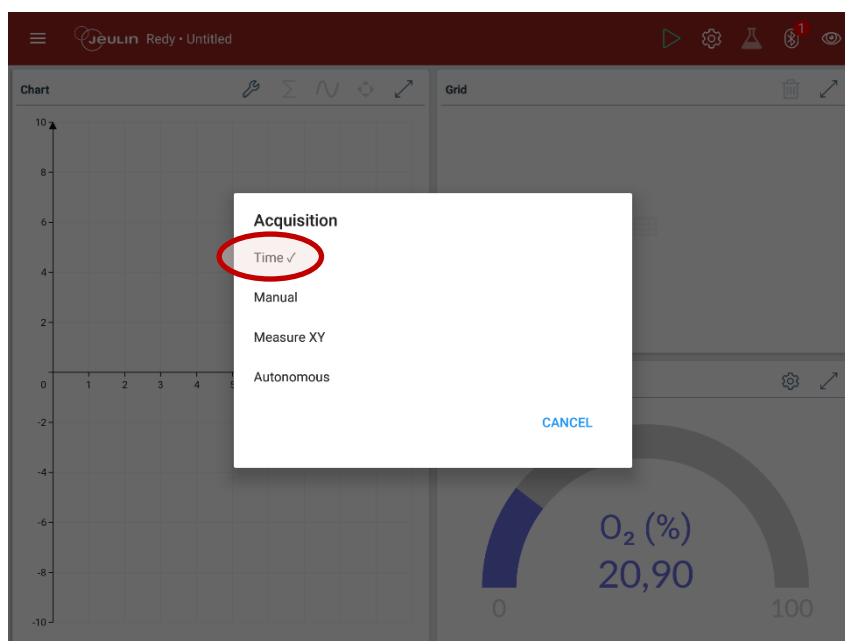 Jeulin Redy • Untitled
1
Chart
Grid
10
8
6
4
2
0 1 2 3 4 5
-2
-4
-6
-8
-10
Acquisition
Time ✓
Manual
Measure XY
Autonomous
CANCEL
O₂ (%)
20,90
0 100